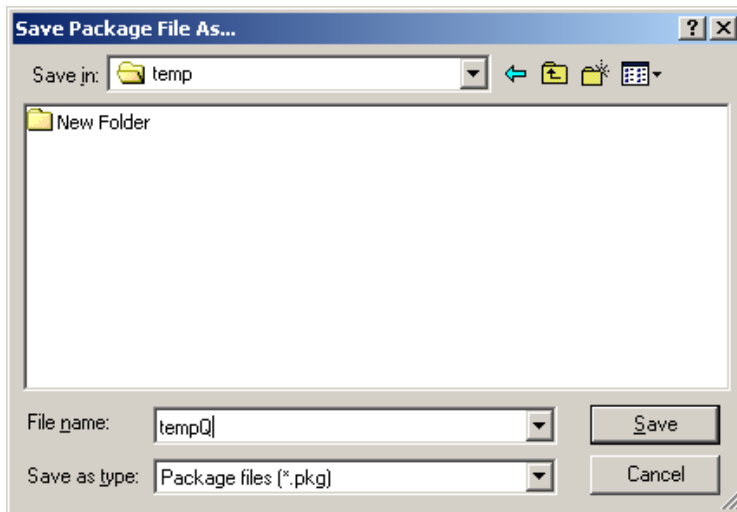 Save Package File As...
Save in: temp
New Folder
File name: tempQ Save
Save as type: Package files (*.pkg) Cancel